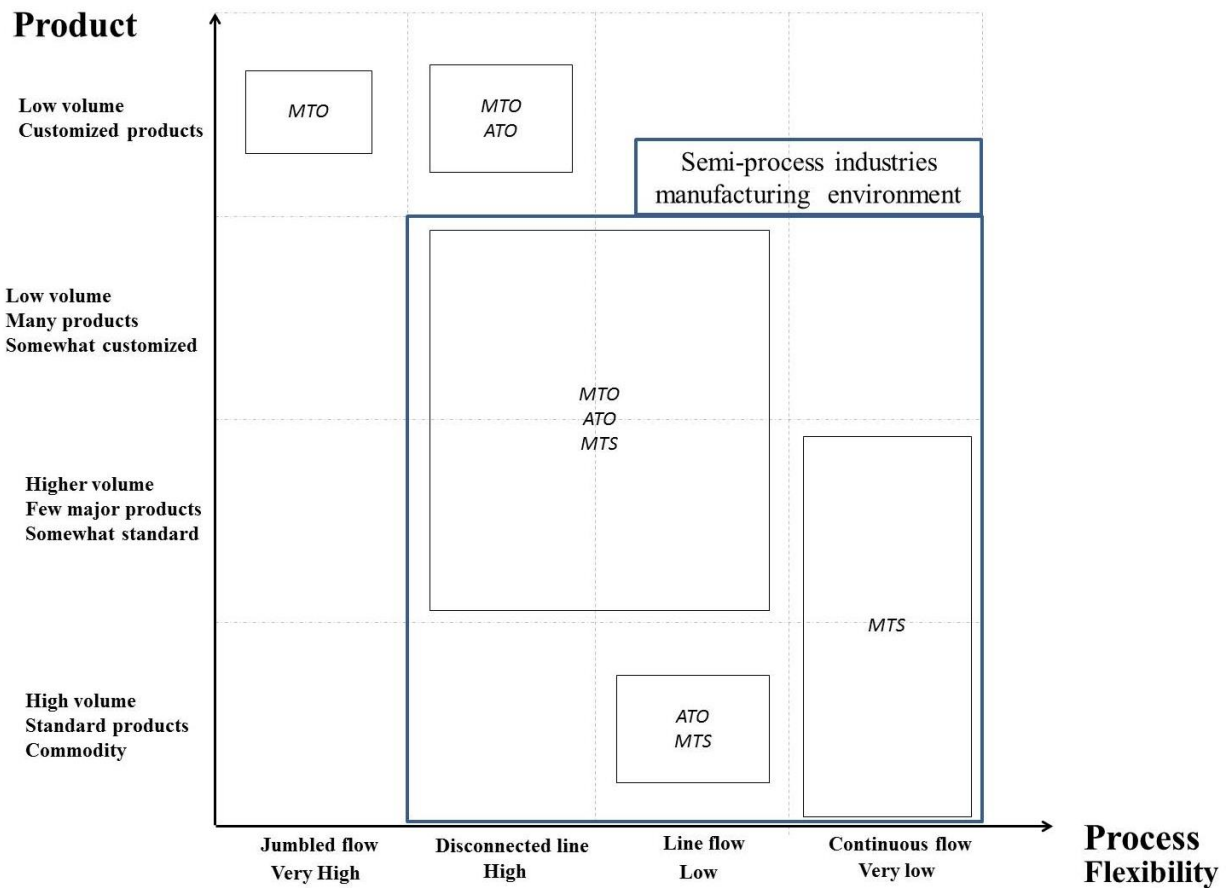 Product
Low volume
Customized products
MTO
MTO
ATO
Semi-process industries
manufacturing environment
Low volume
Many products
Somewhat customized
MTO
ATO
MTS
Higher volume
Few major products
Somewhat standard
MTS
High volume
Standard products
Commodity
ATO
MTS
Jumbled flow
Very High
Disconnected line
High
Line flow
Low
Continuous flow
Very low
Process
Flexibility